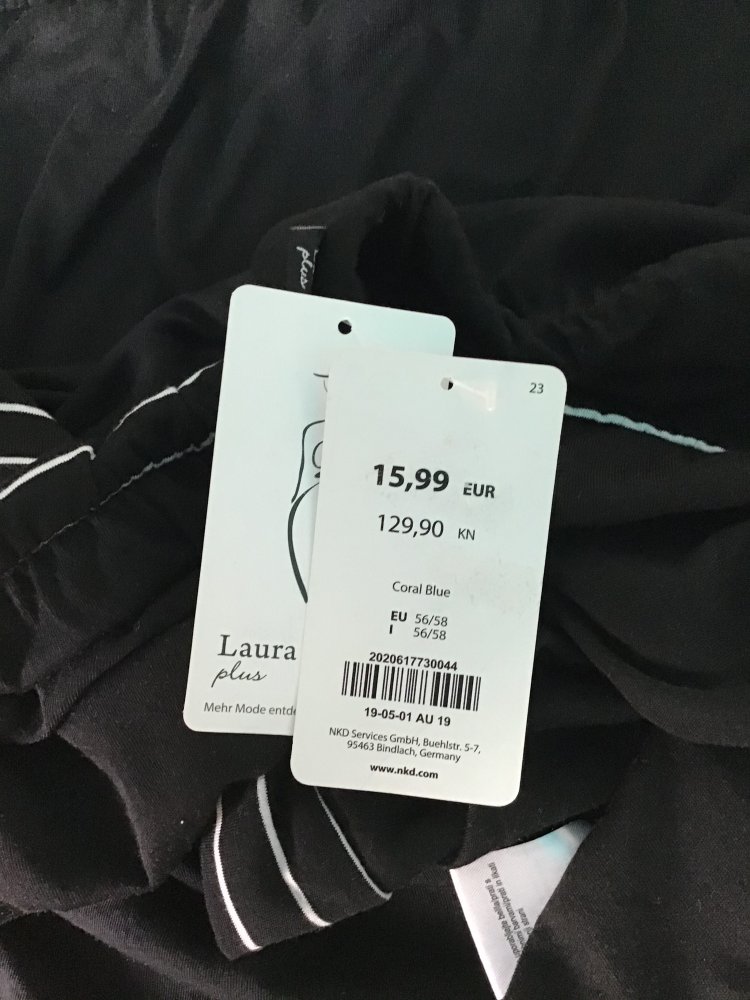 plus
23
15,99 EUR
129,90 KN
Coral Blue
EU 56/58
I 56/58
2020617730044
19-05-01 AU 19
NKD Services GmbH, Buehlstr. 5-7,
95463 Bindlach, Germany
www.nkd.com
Laura
plus
Mehr Mode